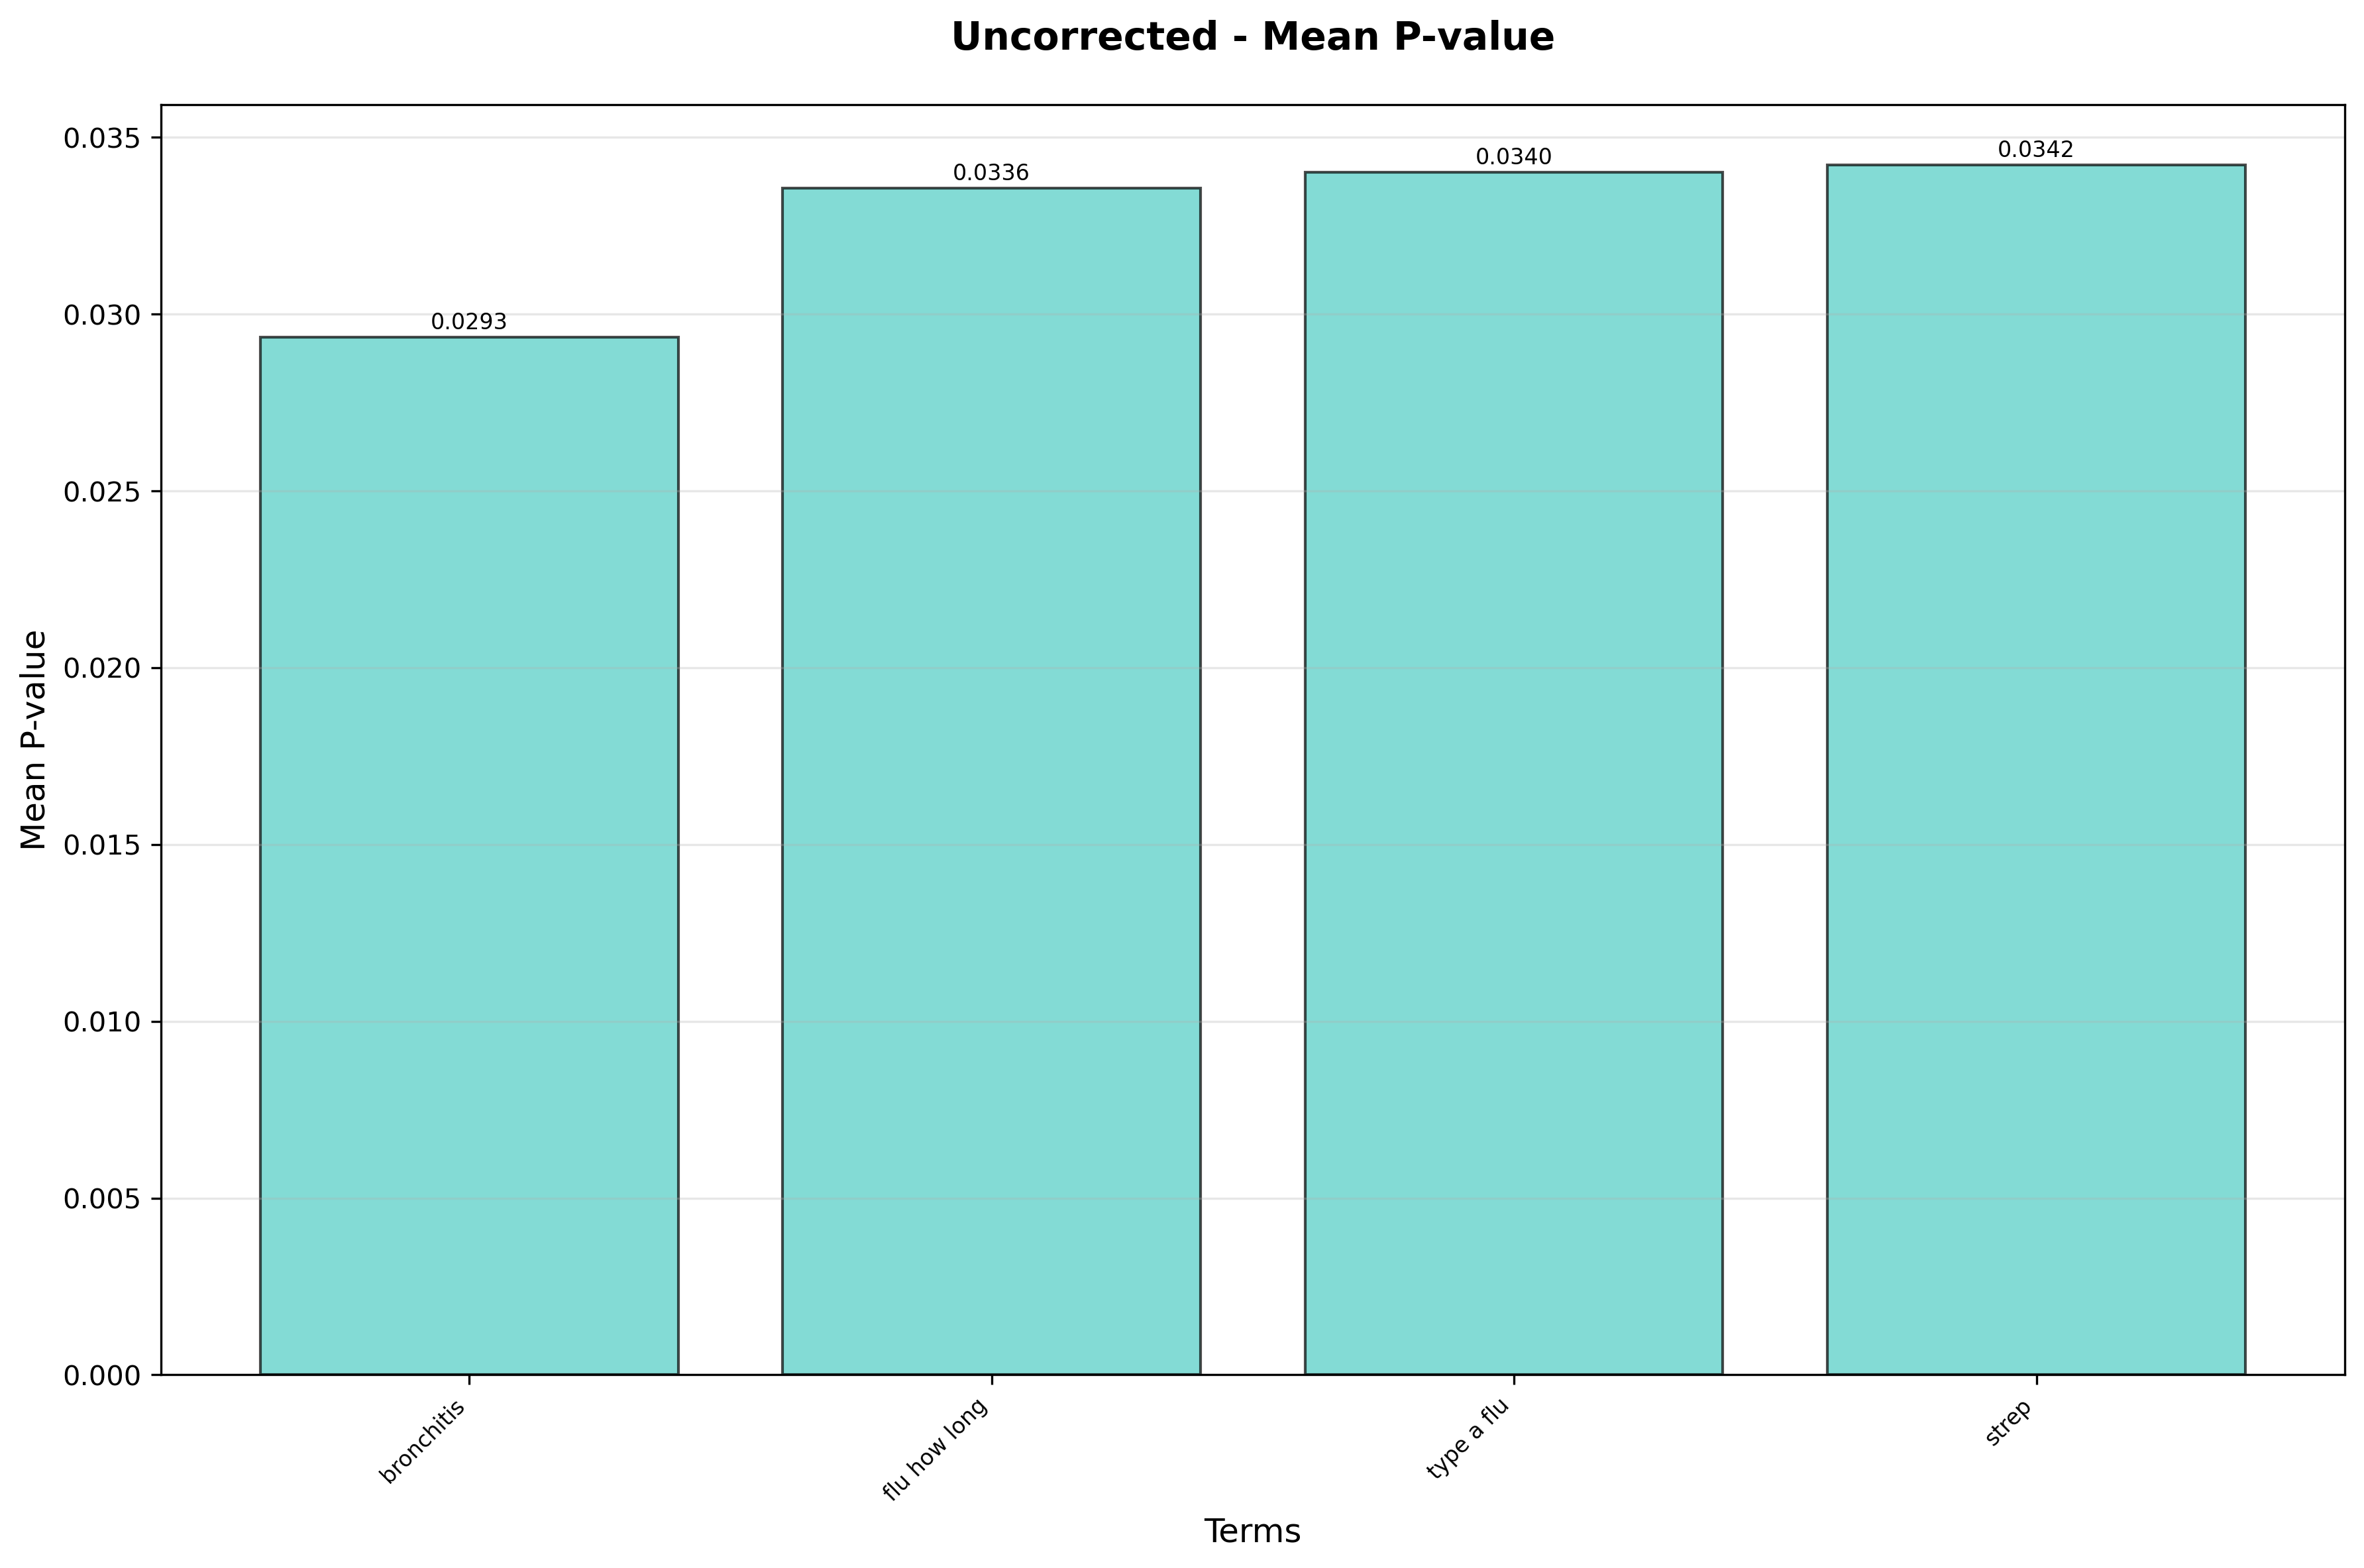 Uncorrected - Mean P-value
Mean P-value
0.035
0.030
0.025
0.020
0.015
0.010
0.005
0.000
0.0293
0.0336
0.0340
0.0342
bronchitis
flu how long
type a flu
strep
Terms